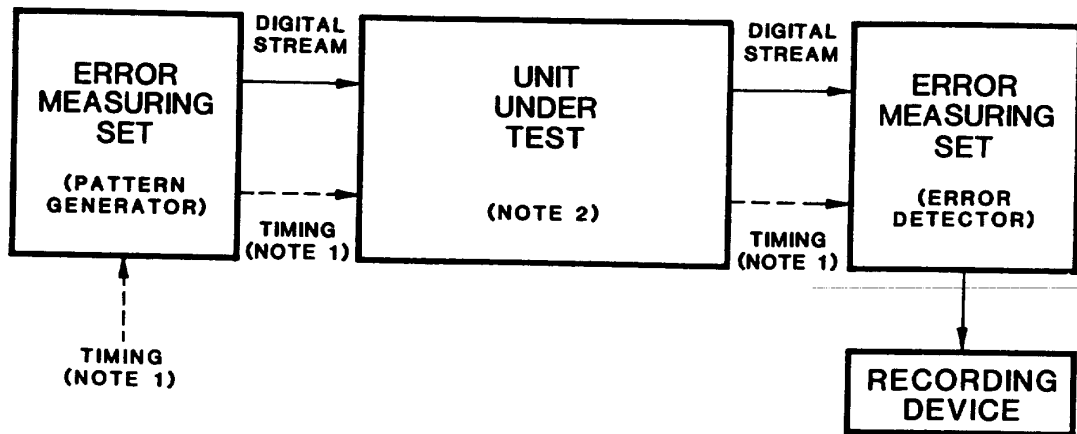 ERROR
MEASURING
SET
(PATTERN
GENERATOR)
TIMING
(NOTE 1)
DIGITAL
STREAM
TIMING
(NOTE 1)
UNIT
UNDER
TEST
(NOTE 2)
DIGITAL
STREAM
TIMING
(NOTE 1)
ERROR
MEASURING
SET
(ERROR
DETECTOR)
RECORDING
DEVICE